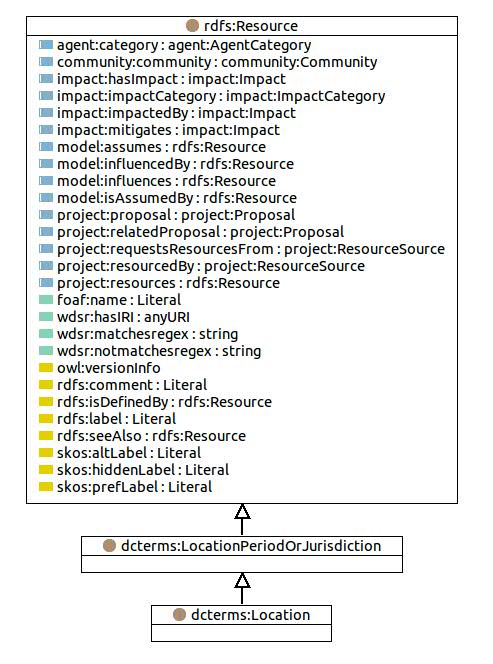 rdfs:Resource
agent:category : agent:AgentCategory
community:community : community:Community
impact:hasImpact : impact:Impact
impact:impactCategory : impact:ImpactCategory
impact:impactedBy : impact:Impact
impact:mitigates : impact:Impact
model:assumes : rdfs:Resource
model:influencedBy : rdfs:Resource
model:influences : rdfs:Resource
model:isAssumedBy : rdfs:Resource
project:proposal : project:Proposal
project:relatedProposal : project:Proposal
project:requestsResourcesFrom : project:ResourceSource
project:resourcedBy : project:ResourceSource
project:resources : rdfs:Resource
foaf:name : Literal
wdsr:hasIRI : anyURI
wdsr:matchesregex : string
wdsr:notmatchesregex : string
owl:versionInfo
rdfs:comment : Literal
rdfs:isDefinedBy : rdfs:Resource
rdfs:label : Literal
rdfs:seeAlso : rdfs:Resource
skos:altLabel : Literal
skos:hiddenLabel : Literal
skos:prefLabel : Literal
dcterms:LocationPeriodOrJurisdiction
dcterms:Location